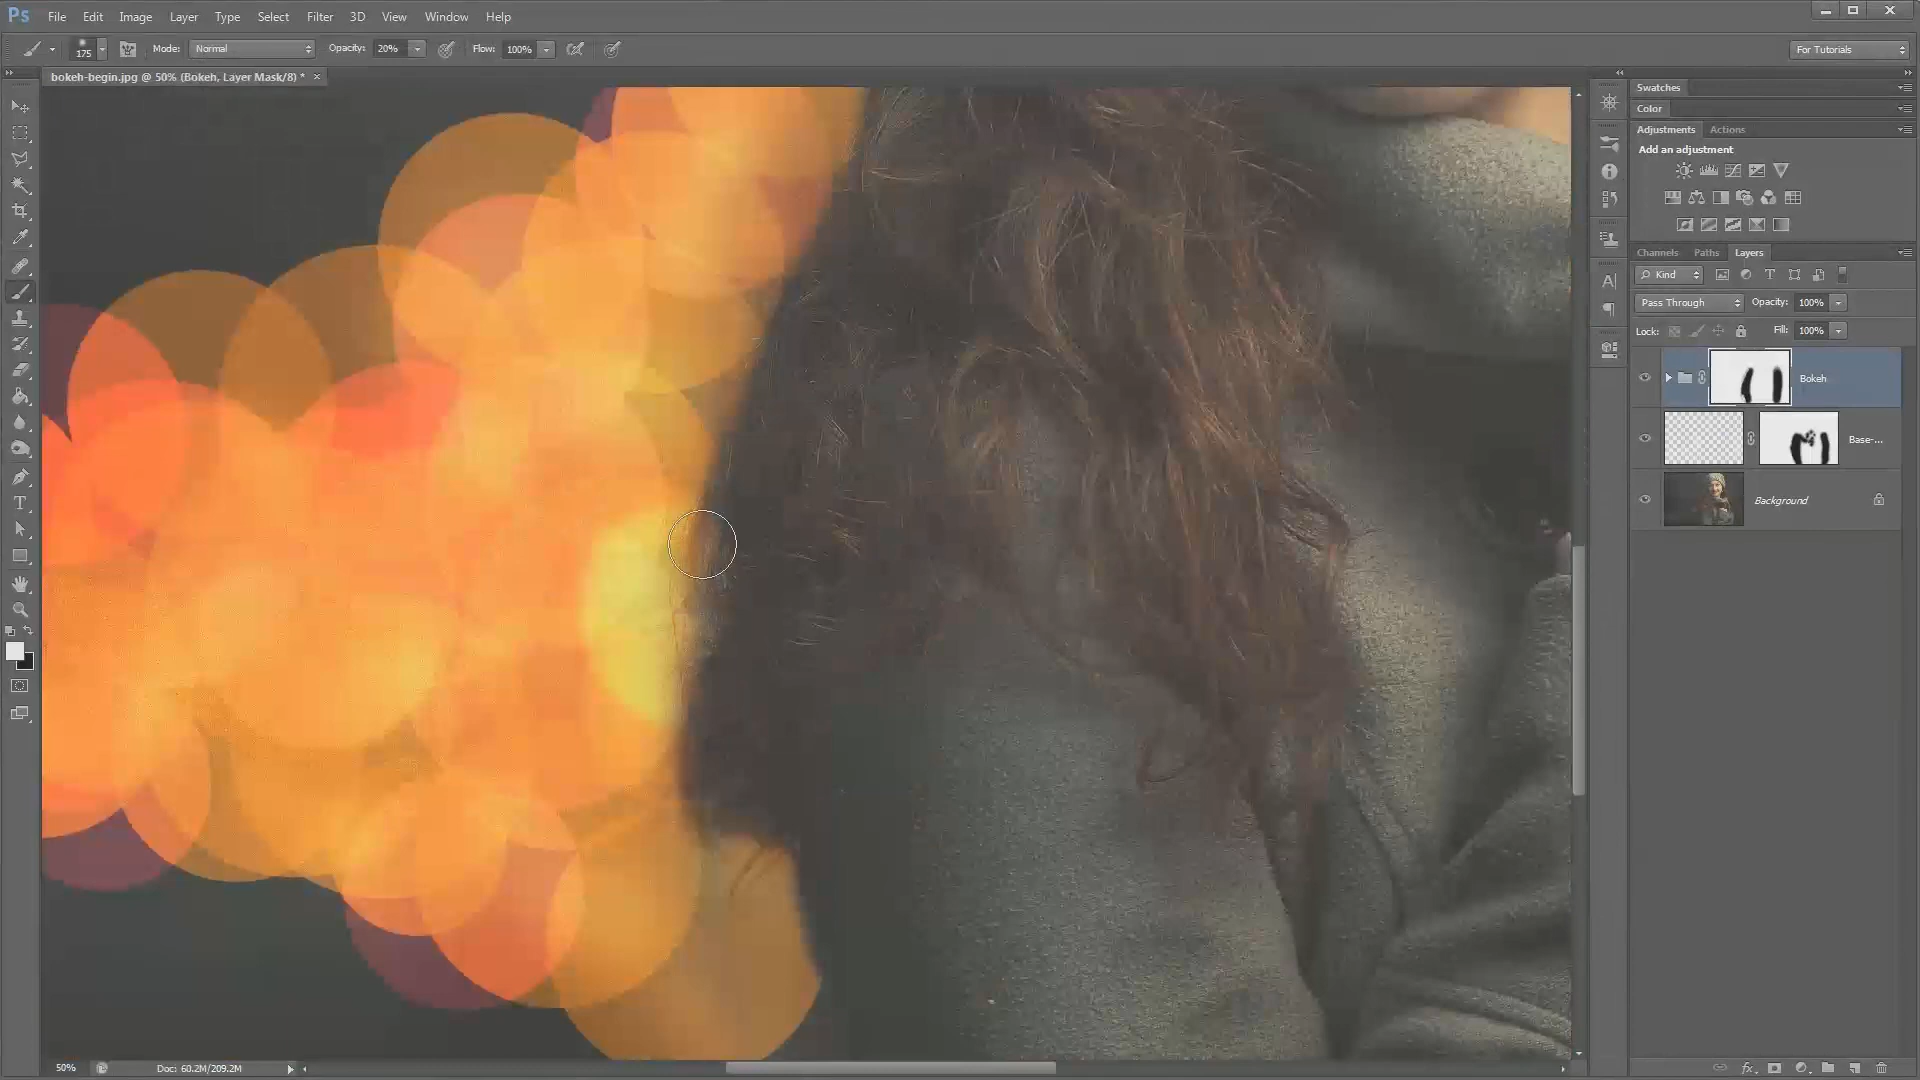 Ps File Edit Image Layer Type Select Filter 3D View Window Help
175 Mode: Normal Opacity: 20% Flow: 100% For Tutorials
bokeh-begin.jpg @ 50% (Bokeh, Layer Mask/8) * ×
Swatches
Color
Adjustments Actions
Add an adjustment
Channels Paths Layers
Kind
Pass Through Opacity: 100%
Lock: Fill: 100%
Bokeh
Base-...
Background
50% Doc: 60.2M/209.2M